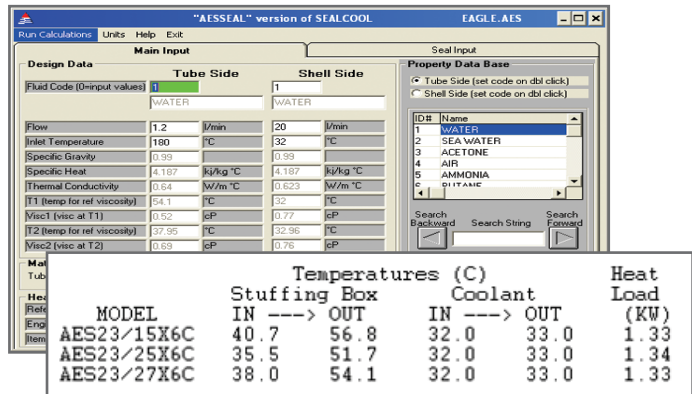 "AESSEAL" version of SEALCOOL EAGLE.AES
Run Calculations Units Help Exit
Main Input Seal Input
Design Data
Tube Side Shell Side
Fluid Code (0=input values) 1 1
WATER WATER
Flow 1.2 l/min 20 l/min
Inlet Temperature 180 °C 32 °C
Specific Gravity 0.99 0.99
Specific Heat 4.187 kj/kg °C 4.187 kj/kg °C
Thermal Conductivity 0.64 W/m °C 0.623 W/m °C
T1 (temp for ref viscosity) 54.1 °C 32 °C
Visc1 (visc at T1) 0.52 cP 0.77 cP
T2 (temp for ref viscosity) 37.95 °C 32.96 °C
Visc2 (visc at T2) 0.69 cP 0.76 cP
Property Data Base
Tube Side (set code on dbl click)
Shell Side (set code on dbl click)
ID# Name
1 WATER
2 SEA WATER
3 ACETONE
4 AIR
5 AMMONIA
6 BUTANE
Search Backward Search String Search Forward
Mat
Tub
Hea
Refe
Engi
Item
Temperatures (C) Heat
Stuffing Box Coolant Load
MODEL IN ---> OUT IN ---> OUT (KW)
AES23/15X6C 40.7 56.8 32.0 33.0 1.33
AES23/25X6C 35.5 51.7 32.0 33.0 1.34
AES23/27X6C 38.0 54.1 32.0 33.0 1.33